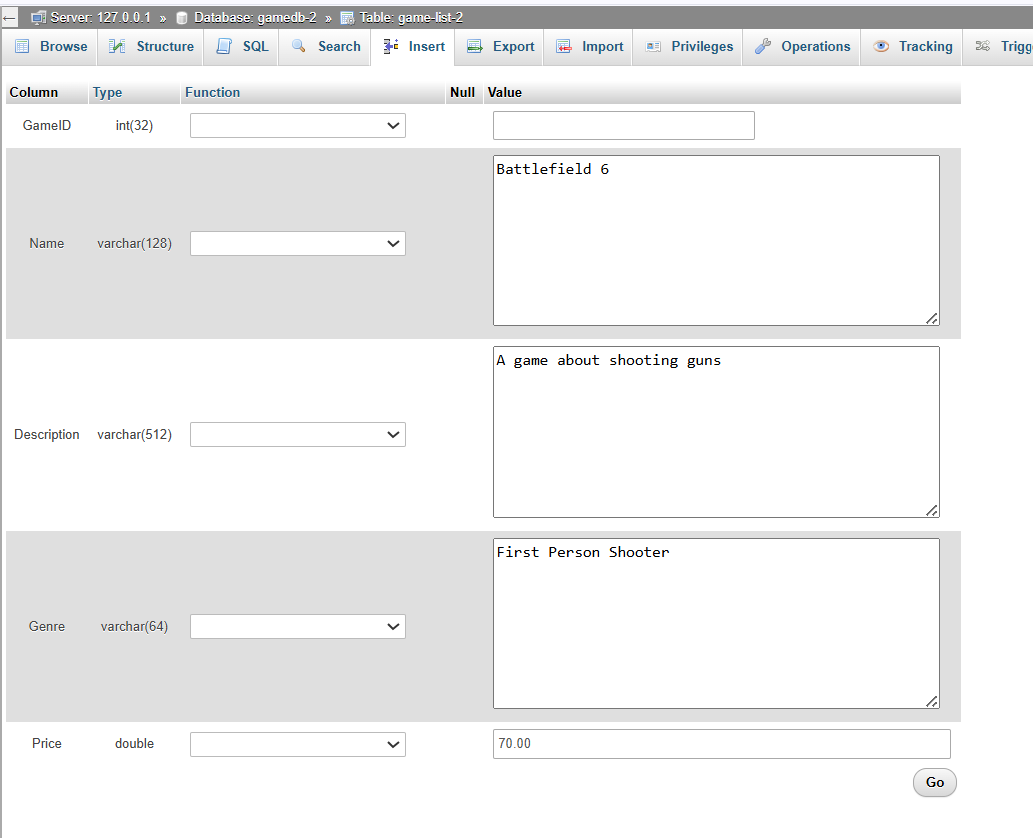 Server: 127.0.0.1 » Database: gamedb-2 » Table: game-list-2
Browse Structure SQL Search Insert Export Import Privileges Operations Tracking
Column Type Function Null Value
GameID int(32)
Name varchar(128) Battlefield 6
Description varchar(512) A game about shooting guns
Genre varchar(64) First Person Shooter
Price double 70.00
Go